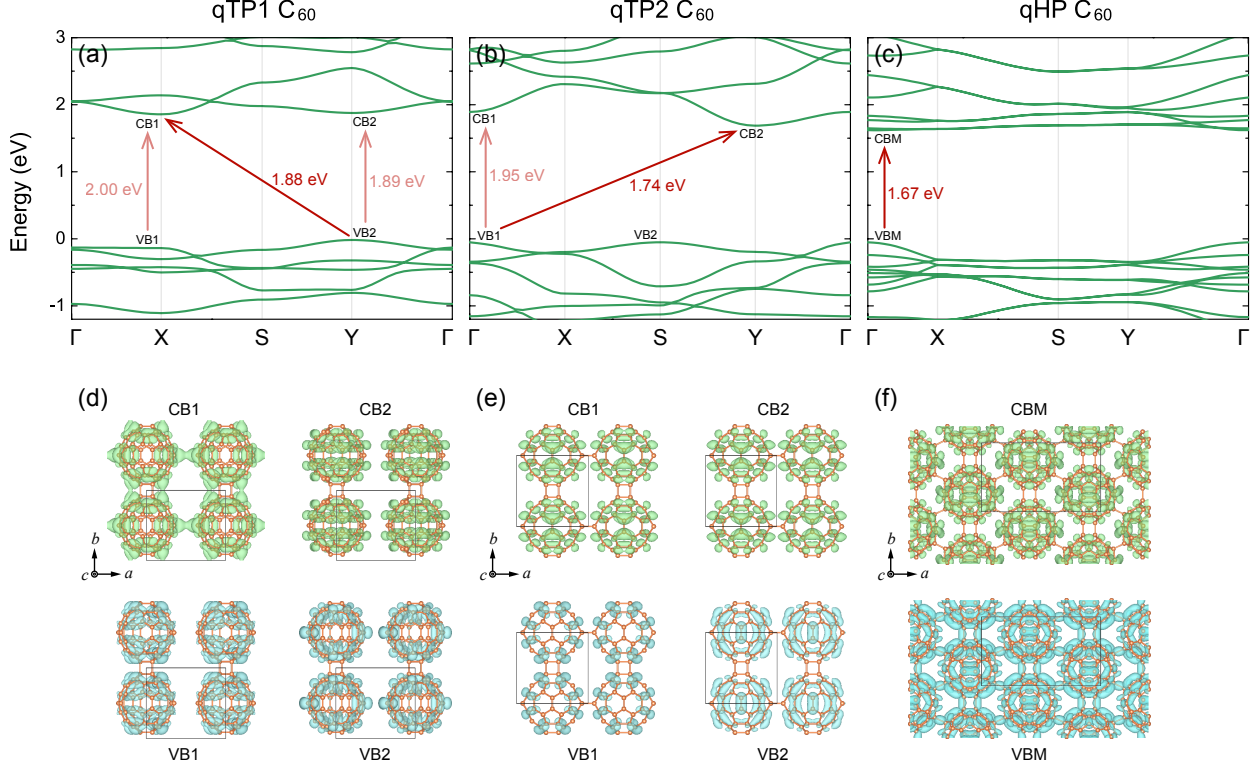 qTP1 C60
qTP2 C60
qHP C60
Energy (eV)
3
2
1
0
-1
(a)
CB1
CB2
2.00 eV
1.88 eV
1.89 eV
VB1
VB2
Γ X S Y Γ
(b)
CB1
CB2
1.95 eV
1.74 eV
VB1
VB2
Γ X S Y Γ
(c)
CBM
1.67 eV
VBM
Γ X S Y Γ
(d)
CB1
CB2
b
c
a
VB1
VB2
(e)
CB1
CB2
b
c
a
VB1
VB2
(f)
CBM
b
c
a
VBM